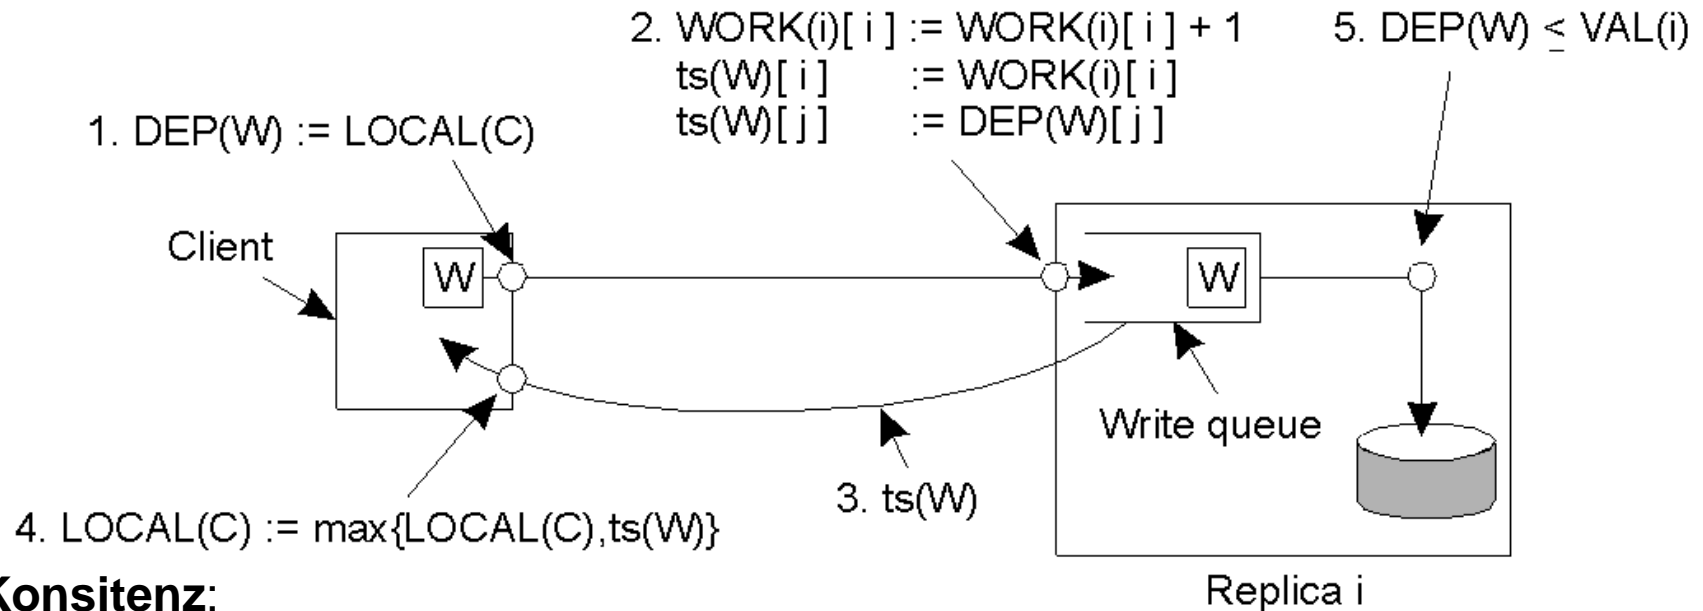 2. WORK(i)[ i ] := WORK(i)[ i ] + 1
ts(W)[ i ] := WORK(i)[ i ]
ts(W)[ j ] := DEP(W)[ j ]
5. DEP(W) ≤ VAL(i)
1. DEP(W) := LOCAL(C)
Client
W
W
Write queue
3. ts(W)
4. LOCAL(C) := max{LOCAL(C),ts(W)}
Konsitenz:
Replica i